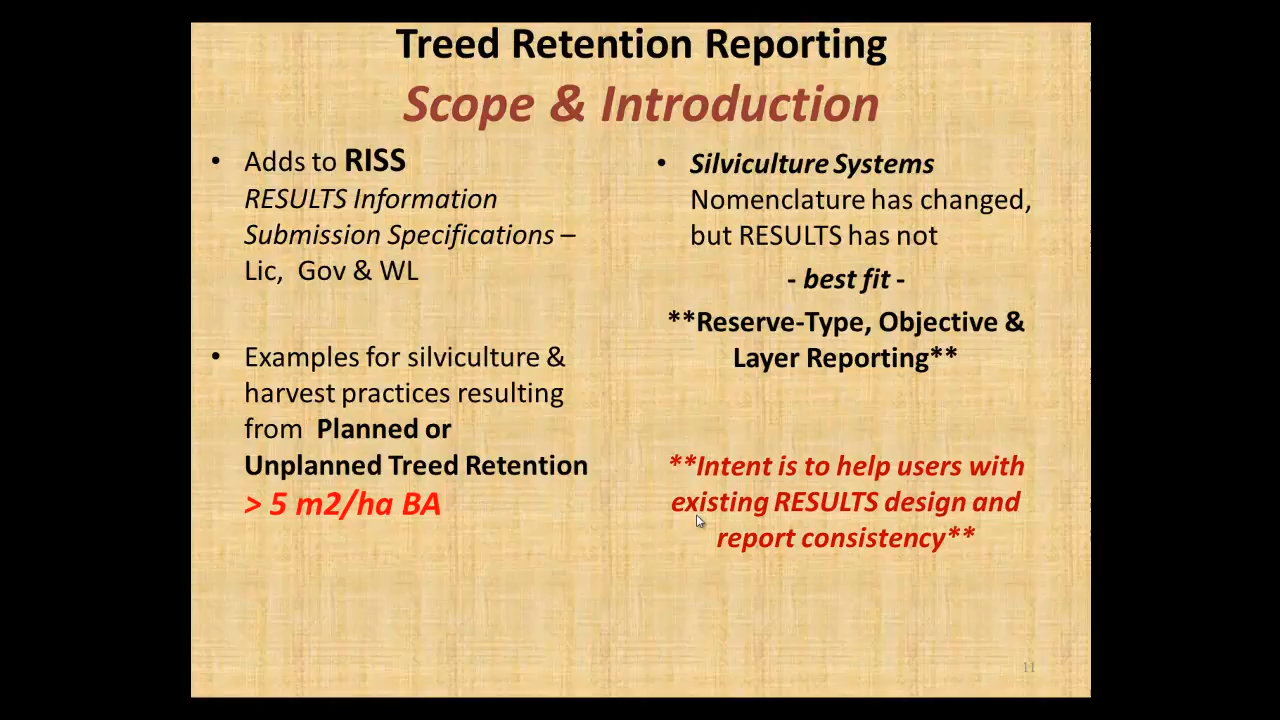 Treed Retention Reporting
Scope & Introduction
• Adds to RISS
RESULTS Information
Submission Specifications –
Lic, Gov & WL
• Examples for silviculture &
harvest practices resulting
from Planned or
Unplanned Treed Retention
> 5 m2/ha BA
• Silviculture Systems
Nomenclature has changed,
but RESULTS has not
- best fit -
**Reserve-Type, Objective &
Layer Reporting**
**Intent is to help users with
existing RESULTS design and
report consistency**
11